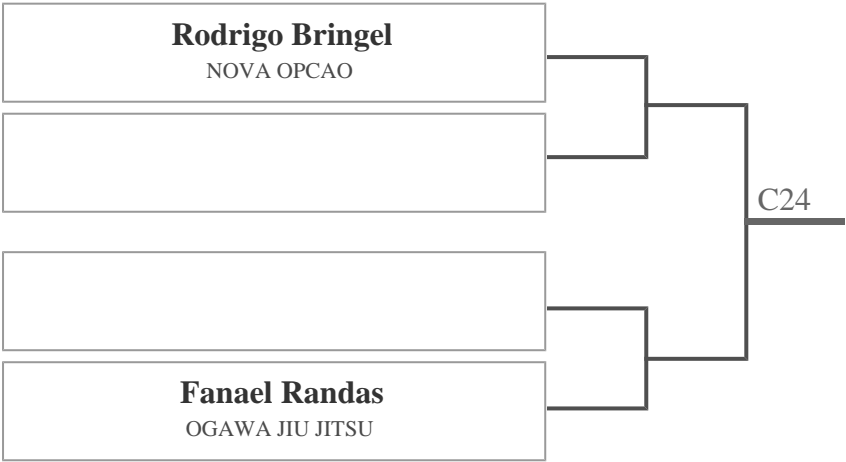 Rodrigo Bringel
NOVA OPCAO
C24
Fanael Randas
OGAWA JIU JITSU